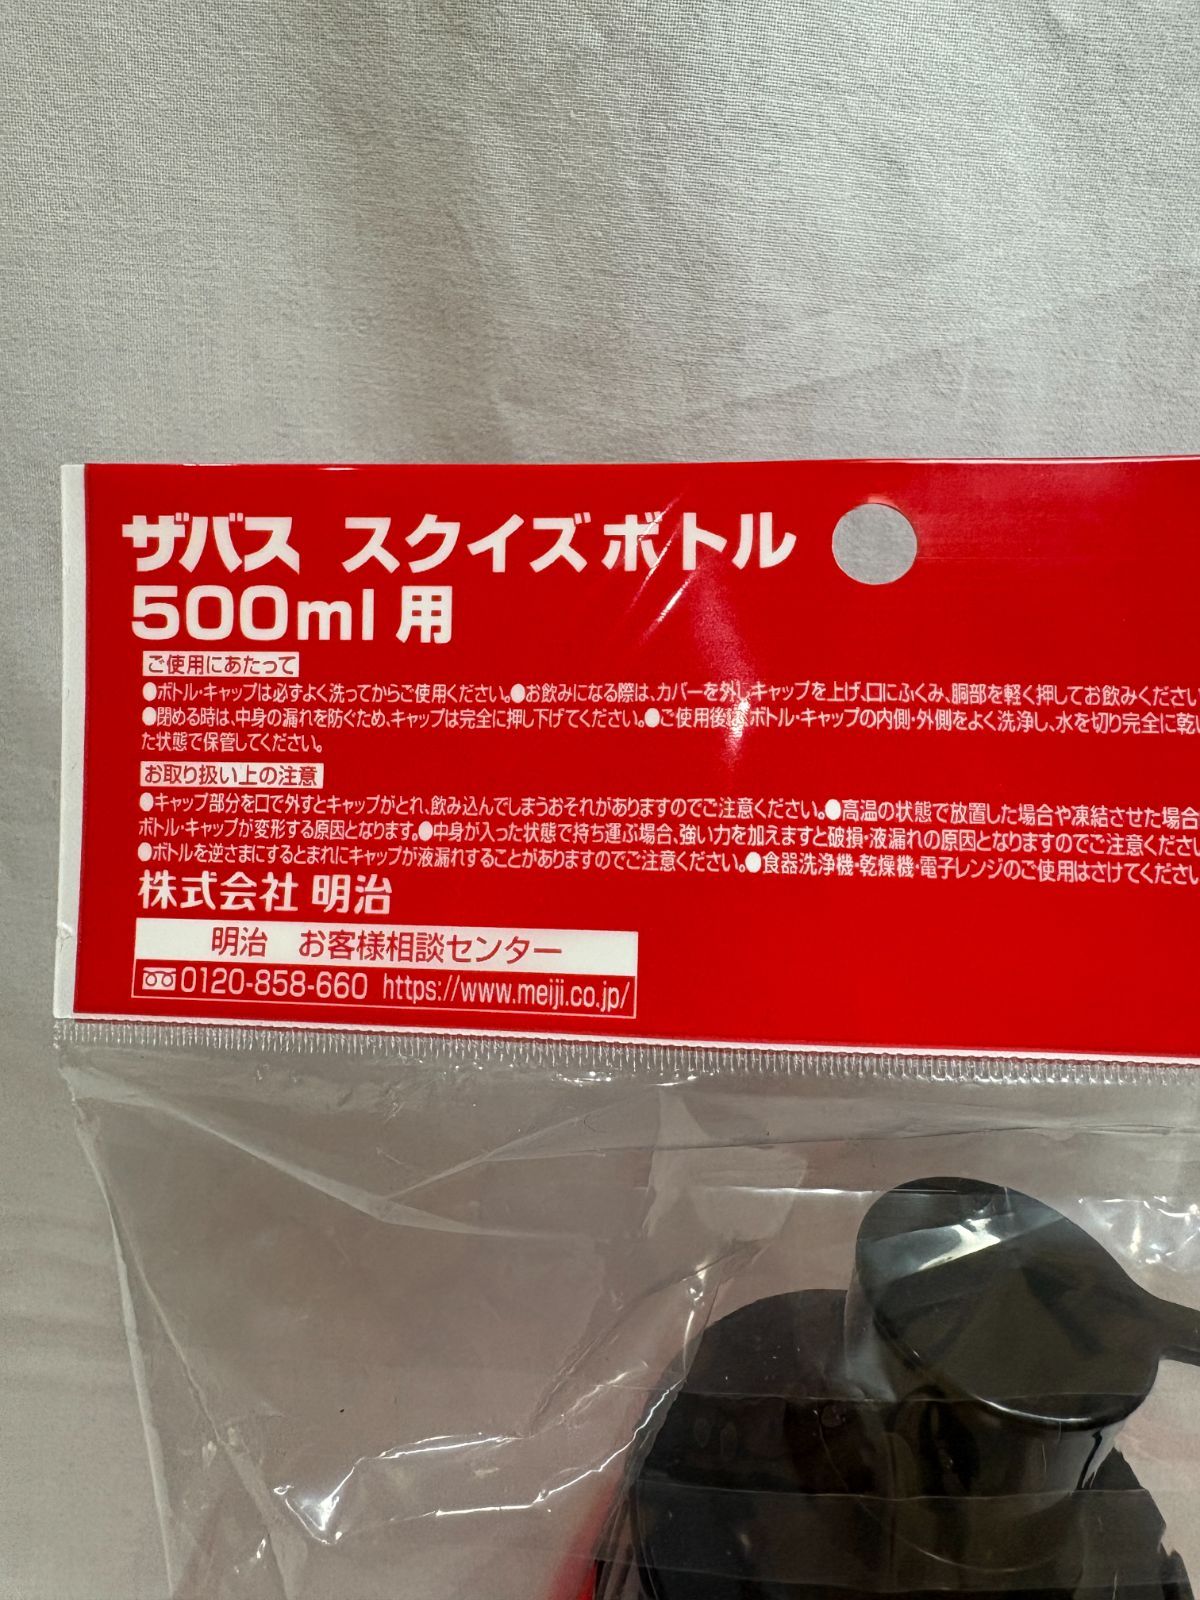 ザバス スクイズボトル
500ml用
ご使用にあたって
●ボトル・キャップは必ずよく洗ってからご使用ください。●お飲みになる際は、カバーを外しキャップを上げ、口にふくみ、胴部を軽く押してお飲みくださ
●閉める時は、中身の漏れを防ぐため、キャップは完全に押し下げてください。●ご使用後は、ボトル・キャップの内側・外側をよく洗浄し、水を切り完全に乾
た状態で保管してください。
お取り扱い上の注意
●キャップ部分を口で外すとキャップがとれ、飲み込んでしまうおそれがありますのでご注意ください。●高温の状態で放置した場合や凍結させた場合
ボトル・キャップが変形する原因となります。●中身が入った状態で持ち運ぶ場合、強い力を加えますと破損・液漏れの原因となりますのでご注意くださ
●ボトルを逆さまにするとまれにキャップが液漏れすることがありますのでご注意ください。●食器洗浄機・乾燥機・電子レンジのご使用はさけてくださ
株式会社 明治
明治 お客様相談センター
0120-858-660 https://www.meiji.co.jp/